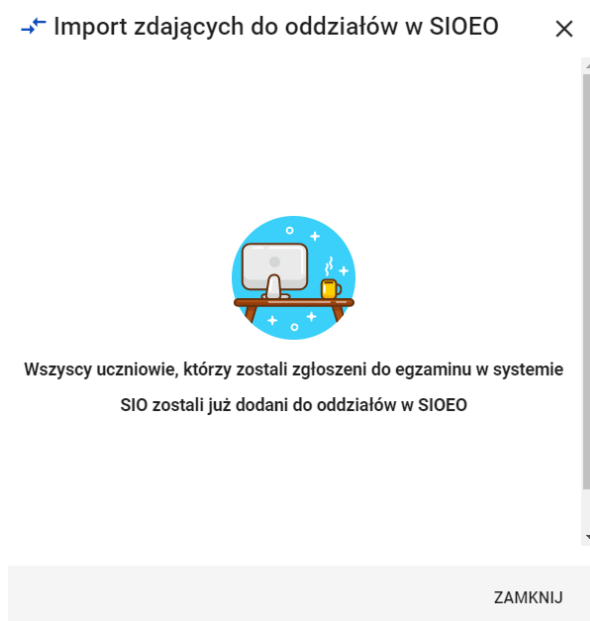 Import zdających do oddziałów w SIOEO
Wszyscy uczniowie, którzy zostali zgłoszeni do egzaminu w systemie
SIO zostali już dodani do oddziałów w SIOEO
ZAMKNIJ